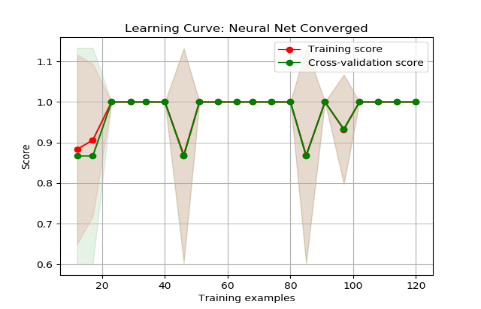 Learning Curve: Neural Net Converged
Training score
Cross-validation score
Score
1.1
1.0
0.9
0.8
0.7
0.6
20
40
60
80
100
120
Training examples